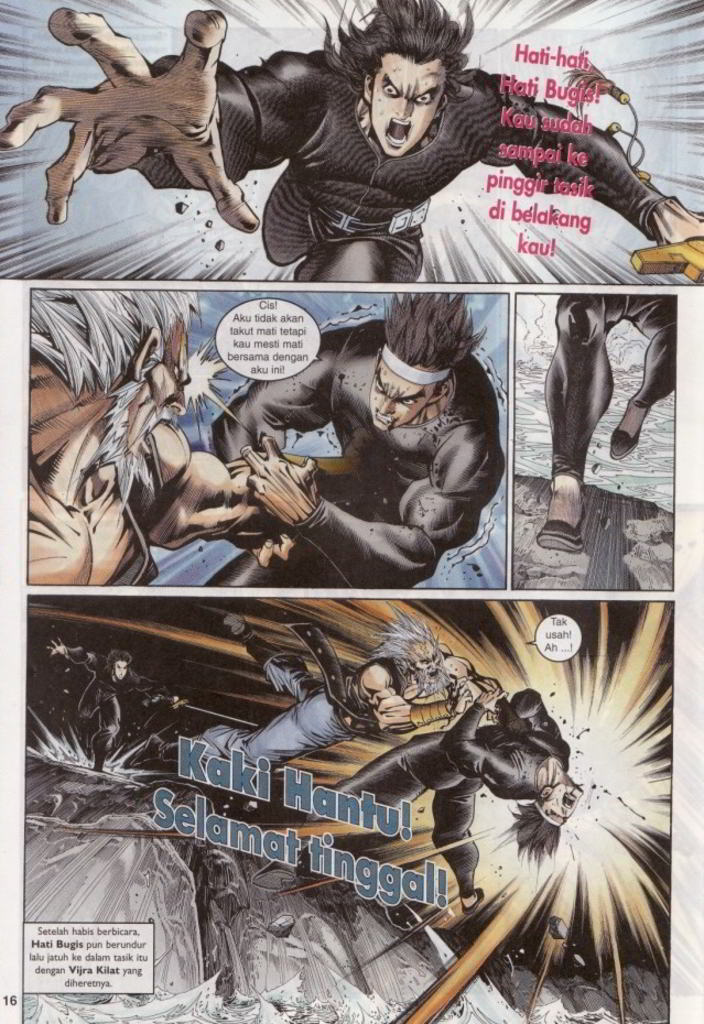 Hati-hati,
Hati Bugis!
Kau sudah
sampai ke
pinggir tasik
di belakang
kau!
Cis!
Aku tidak akan
takut mati tetapi
kau mesti mati
bersama dengan
aku ini!
Tak
usah!
Ah ...!
Kaki Hantu!
Selamat tinggal!
Setelah habis berbicara,
Hati Bugis pun berundur
lalu jatuh ke dalam tasik itu
dengan Vijra Kilat yang
diheretnya.
16